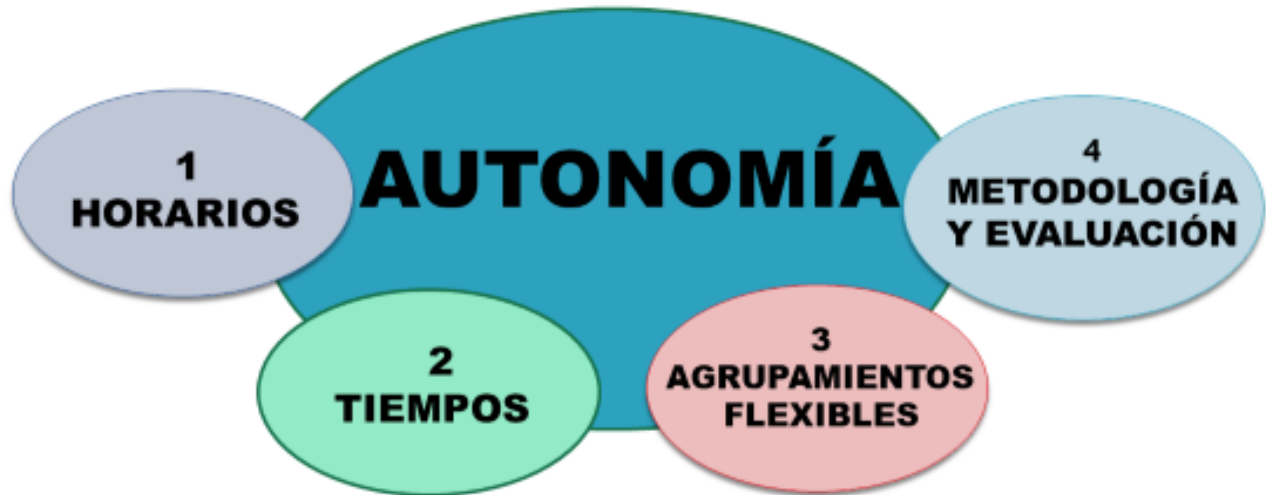 AUTONOMÍA
1
HORARIOS
2
TIEMPOS
3
AGRUPAMIENTOS
FLEXIBLES
4
METODOLOGÍA
Y EVALUACIÓN